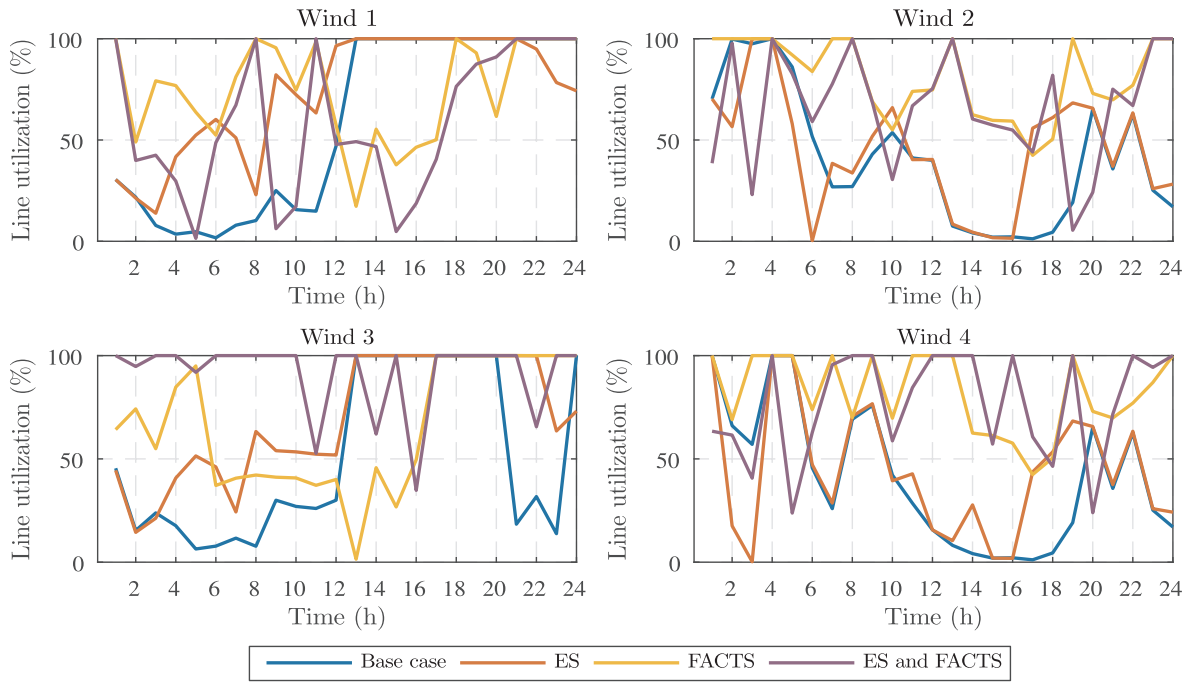 Wind 1
Wind 2
Line utilization (%)
100
50
0
2 4 6 8 10 12 14 16 18 20 22 24
Time (h)
Line utilization (%)
100
50
0
2 4 6 8 10 12 14 16 18 20 22 24
Time (h)
Wind 3
Wind 4
Line utilization (%)
100
50
0
2 4 6 8 10 12 14 16 18 20 22 24
Time (h)
Line utilization (%)
100
50
0
2 4 6 8 10 12 14 16 18 20 22 24
Time (h)
Base case ES FACTS ES and FACTS